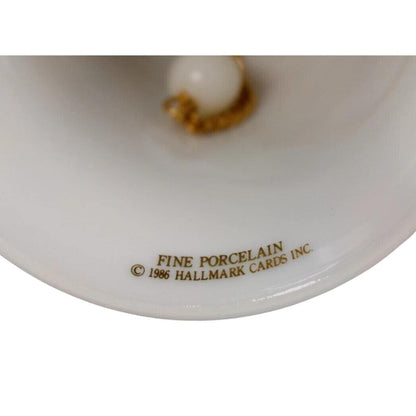 FINE PORCELAIN
© 1986 HALLMARK CARDS INC.